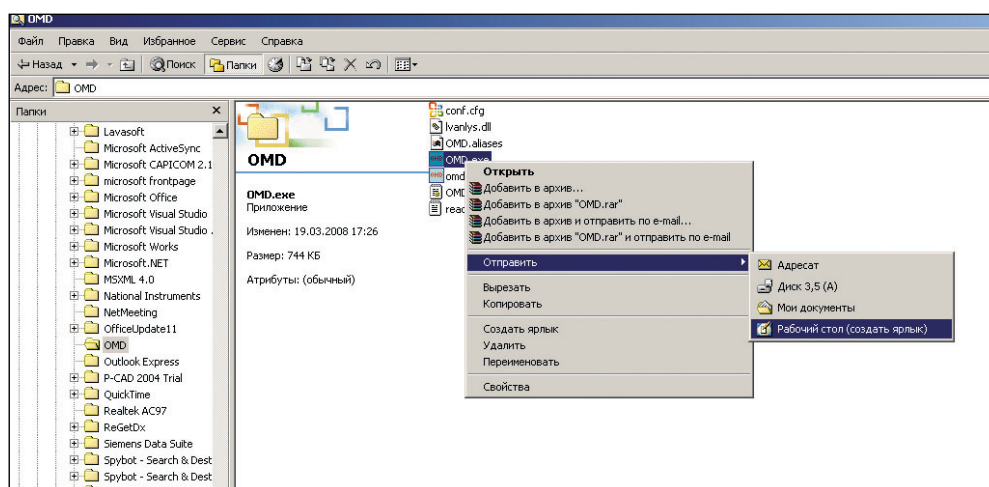 OMD
Файл Правка Вид Избранное Сервис Справка
Назад Поиск Папки
Адрес: OMD
Папки
Lavasoft
Microsoft ActiveSync
Microsoft CAPICOM 2.1
microsoft frontpage
Microsoft Office
Microsoft Visual Studio
Microsoft Visual Studio .
Microsoft Works
Microsoft.NET
MSXML 4.0
National Instruments
NetMeeting
OfficeUpdate11
OMD
Outlook Express
P-CAD 2004 Trial
QuickTime
Realtek AC97
ReGetDx
Siemens Data Suite
Spybot - Search & Dest
Spybot - Search & Dest
OMD
OMD.exe
Приложение
Изменен: 19.03.2008 17:26
Размер: 744 КБ
Атрибуты: (обычный)
conf.cfg
lvanlys.dll
OMD.aliases
OMD.exe
omd
OMD
read
Открыть
Добавить в архив...
Добавить в архив "OMD.rar"
Добавить в архив и отправить по e-mail...
Добавить в архив "OMD.rar" и отправить по e-mail
Отправить
Вырезать
Копировать
Создать ярлык
Удалить
Переименовать
Свойства
Адресат
Диск 3,5 (A)
Мои документы
Рабочий стол (создать ярлык)